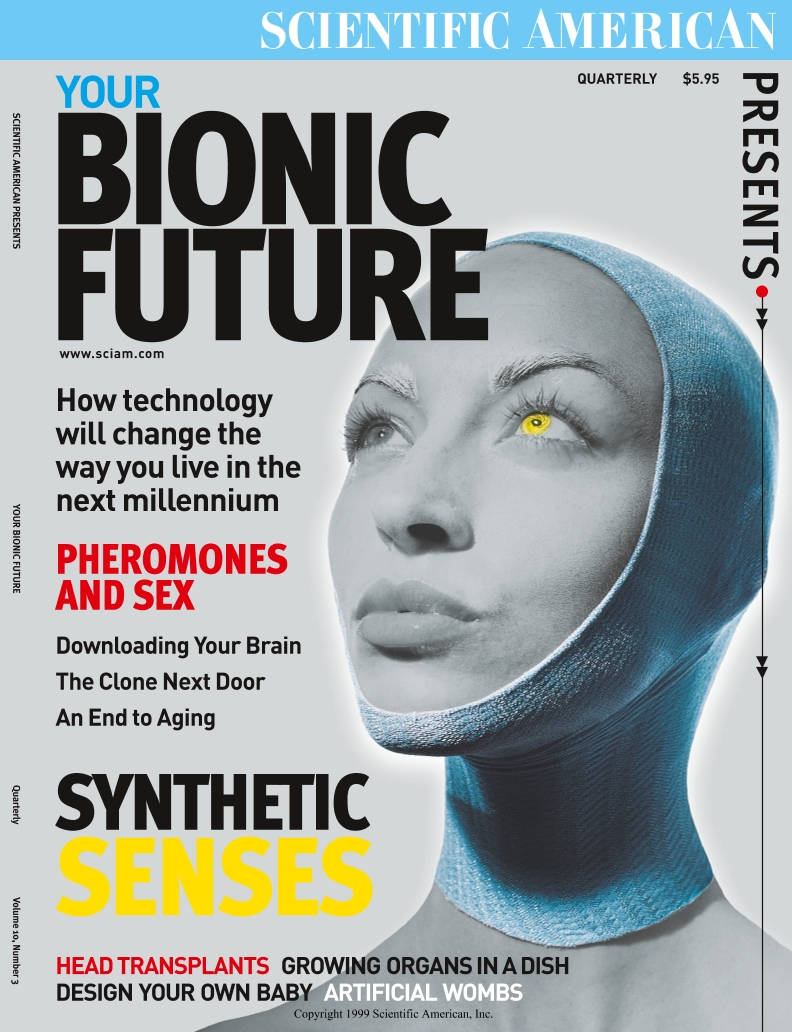 SCIENTIFIC AMERICAN
QUARTERLY $5.95
PRESENTS
YOUR
BIONIC
FUTURE
www.sciam.com
How technology
will change the
way you live in the
next millennium
PHEROMONES
AND SEX
Downloading Your Brain
The Clone Next Door
An End to Aging
SYNTHETIC
SENSES
HEAD TRANSPLANTS GROWING ORGANS IN A DISH
DESIGN YOUR OWN BABY ARTIFICIAL WOMBS
Copyright 1999 Scientific American, Inc.
SCIENTIFIC AMERICAN PRESENTS
YOUR BIONIC FUTURE
Quarterly
Volume 10, Number 3